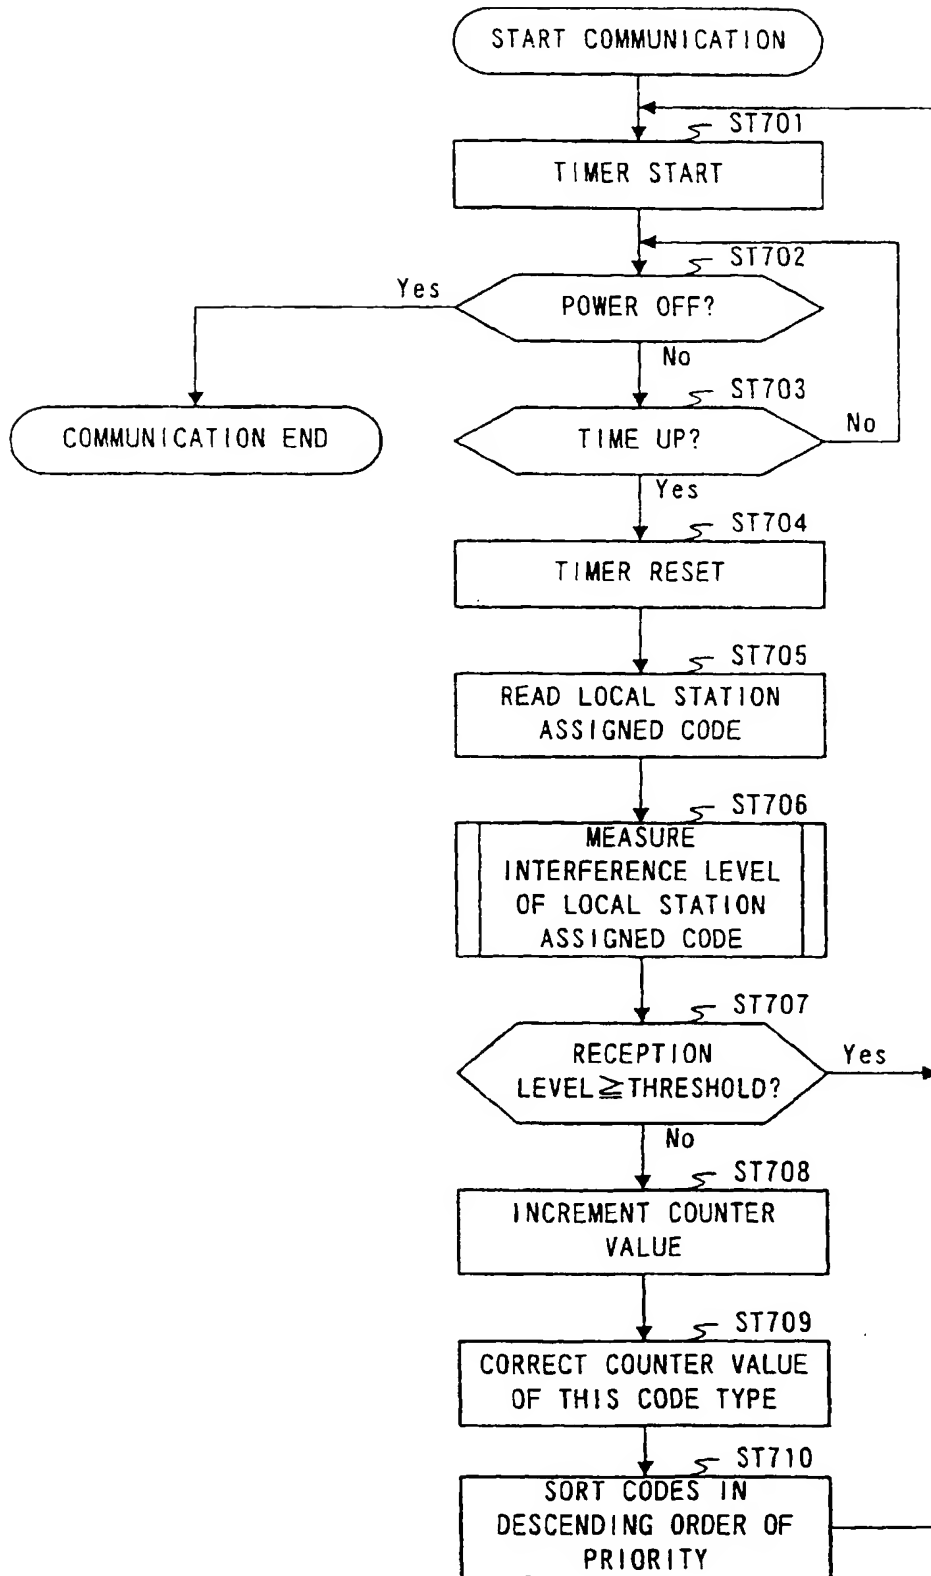 START COMMUNICATION
ST701
TIMER START
ST702
Yes
POWER OFF?
No
ST703
COMMUNICATION END
TIME UP?
No
Yes
ST704
TIMER RESET
ST705
READ LOCAL STATION
ASSIGNED CODE
ST706
MEASURE
INTERFERENCE LEVEL
OF LOCAL STATION
ASSIGNED CODE
ST707
RECEPTION
LEVEL≧THRESHOLD?
Yes
No
ST708
INCREMENT COUNTER
VALUE
ST709
CORRECT COUNTER VALUE
OF THIS CODE TYPE
ST710
SORT CODES IN
DESCENDING ORDER OF
PRIORITY